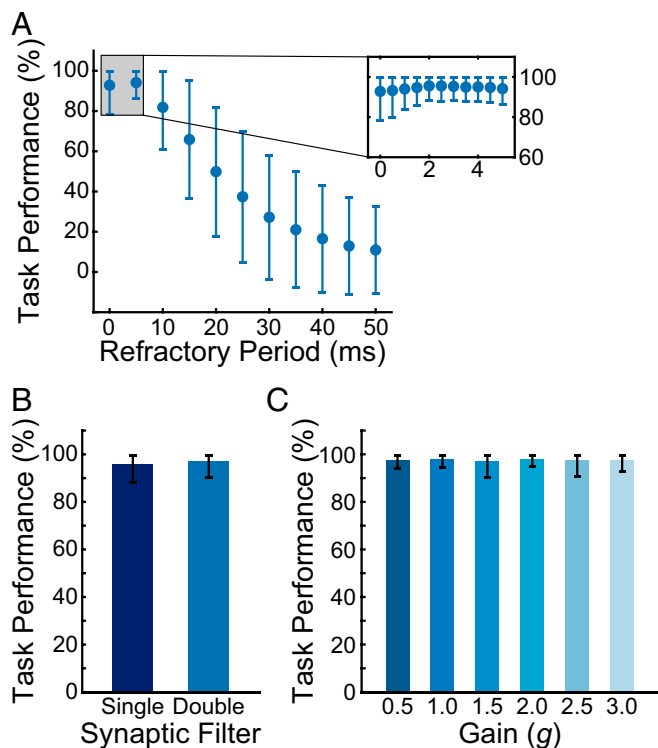 A
Task Performance (%)
100
80
60
40
20
0
0 10 20 30 40 50
Refractory Period (ms)
100
80
60
0 2 4
B
Task Performance (%)
100
80
60
40
20
0
Single Double
Synaptic Filter
C
Task Performance (%)
100
80
60
40
20
0
0.5 1.0 1.5 2.0 2.5 3.0
Gain (g)